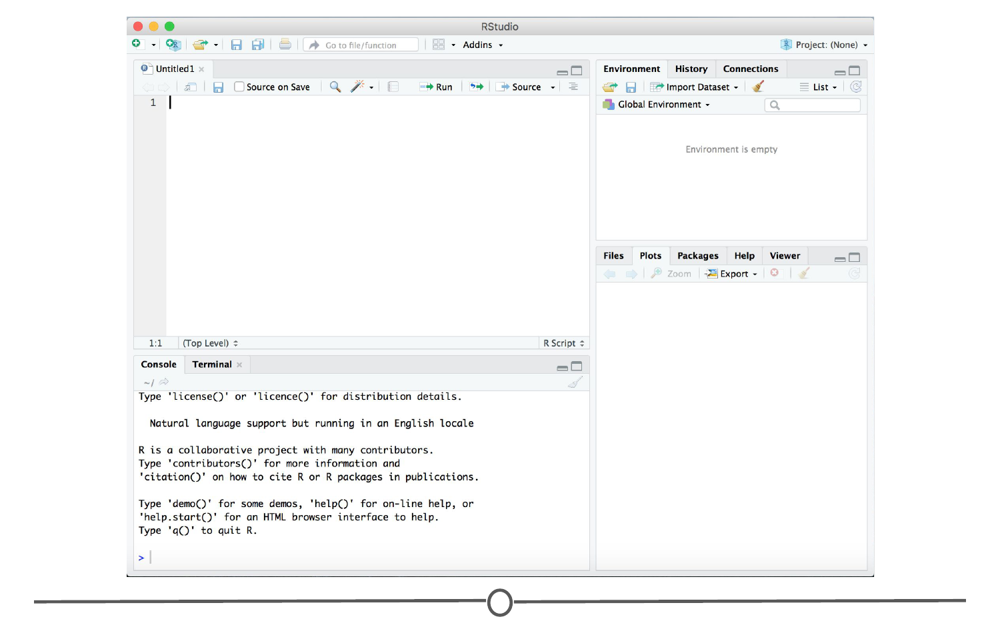 RStudio
Go to file/function
Addins
Project: (None)
Untitled1
Source on Save
Run
Source
1
1:1
(Top Level)
R Script
Console
Terminal
~/
Type 'license()' or 'licence()' for distribution details.
Natural language support but running in an English locale
R is a collaborative project with many contributors.
Type 'contributors()' for more information and
'citation()' on how to cite R or R packages in publications.
Type 'demo()' for some demos, 'help()' for on-line help, or
'help.start()' for an HTML browser interface to help.
Type 'q()' to quit R.
>
Environment
History
Connections
Import Dataset
List
Global Environment
Environment is empty
Files
Plots
Packages
Help
Viewer
Zoom
Export